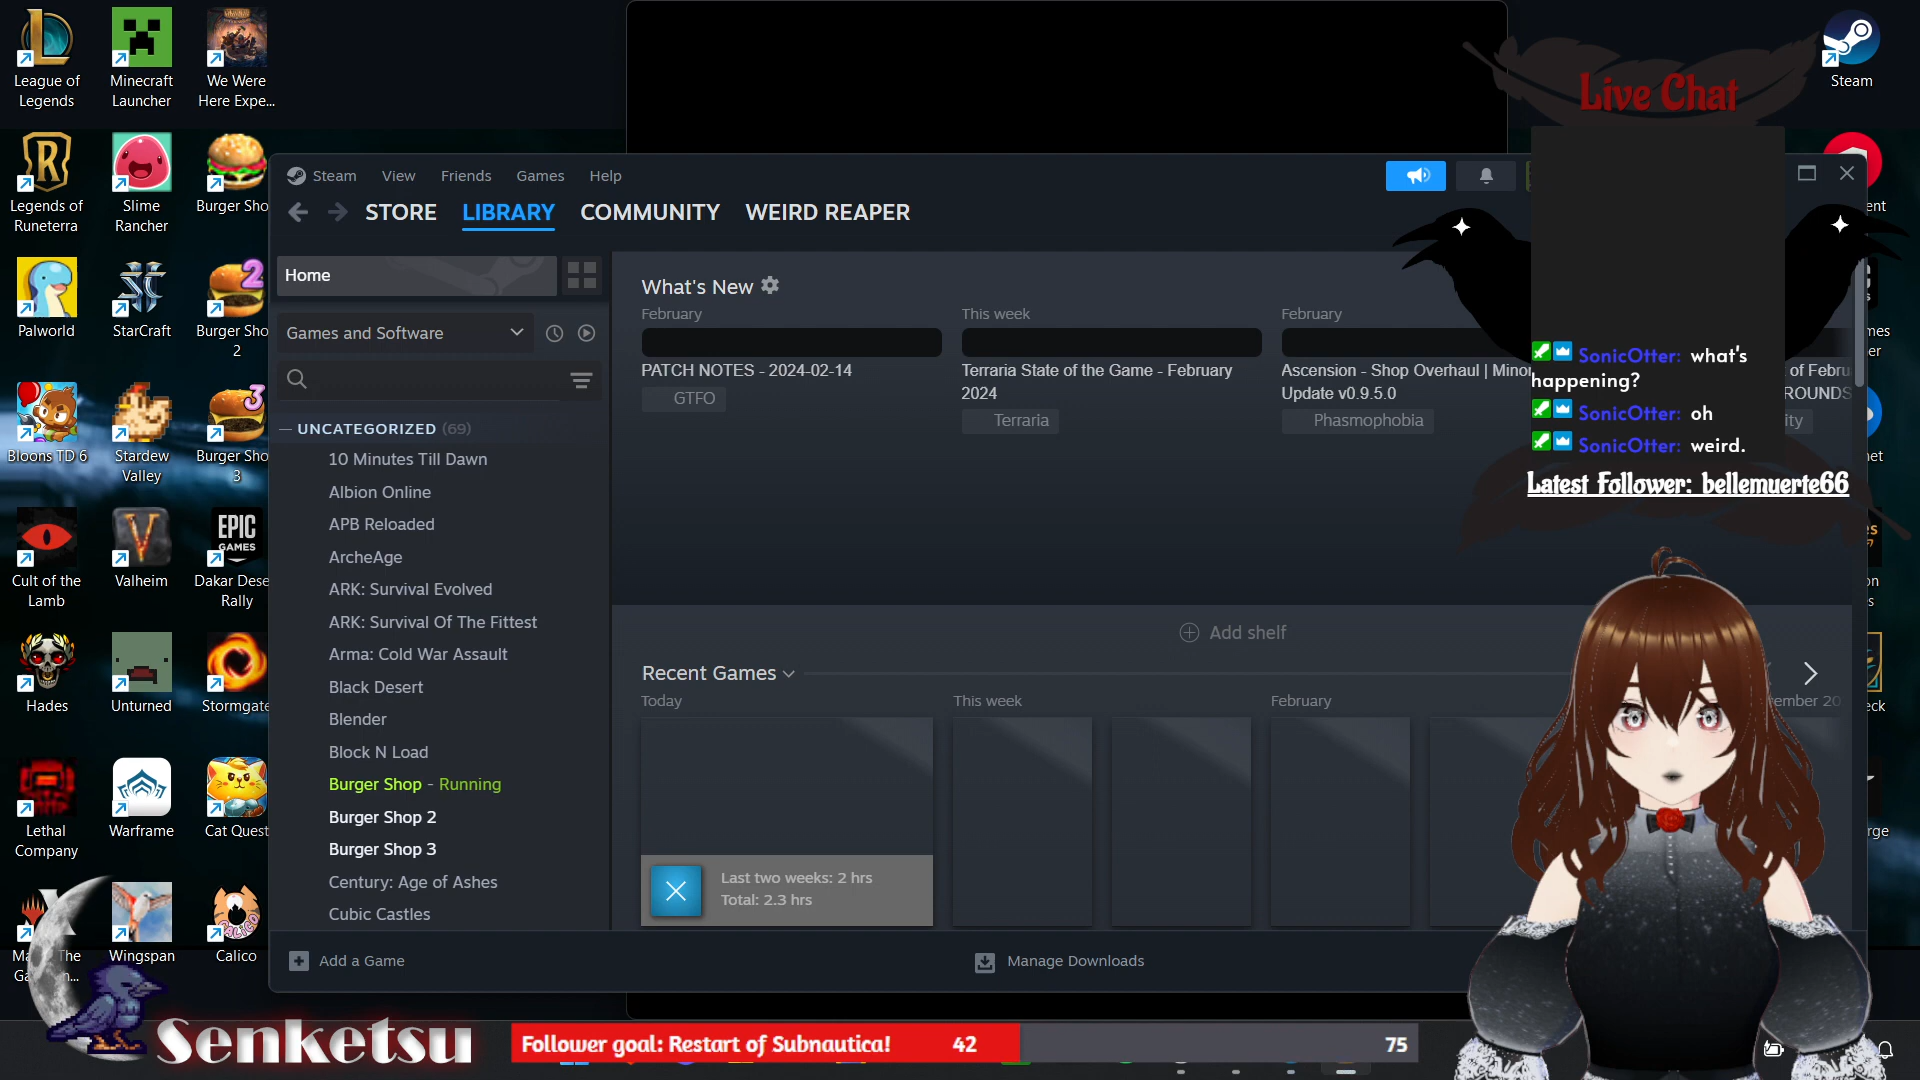 League of
Legends
Minecraft
Launcher
We Were
Here Expe...
Steam
Live Chat
Legends of
Runeterra
Slime
Rancher
Burger Sho
Steam
View
Friends
Games
Help
STORE
LIBRARY
COMMUNITY
WEIRD REAPER
Palworld
StarCraft
Burger Sho
2
Home
What's New
February
This week
February
Games and Software
PATCH NOTES - 2024-02-14
GTFO
Terraria State of the Game - February
2024
Terraria
Ascension - Shop Overhaul | Minor
Update v0.9.5.0
Phasmophobia
SonicOtter: what's
happening?
SonicOtter: oh
SonicOtter: weird.
Latest Follower: bellemuerte66
Bloons TD 6
Stardew
Valley
Burger Sho
3
UNCATEGORIZED (69)
10 Minutes Till Dawn
Albion Online
APB Reloaded
ArcheAge
ARK: Survival Evolved
ARK: Survival Of The Fittest
Arma: Cold War Assault
Black Desert
Blender
Block N Load
Burger Shop - Running
Burger Shop 2
Burger Shop 3
Century: Age of Ashes
Cubic Castles
Cult of the
Lamb
Valheim
EPIC
GAMES
Dakar Dese
Rally
Hades
Unturned
Stormgate
Add shelf
Recent Games
Today
This week
February
Last two weeks: 2 hrs
Total: 2.3 hrs
Lethal
Company
Warframe
Cat Quest
Wingspan
Calico
Add a Game
Manage Downloads
Senketsu
Follower goal: Restart of Subnautica!
42
75